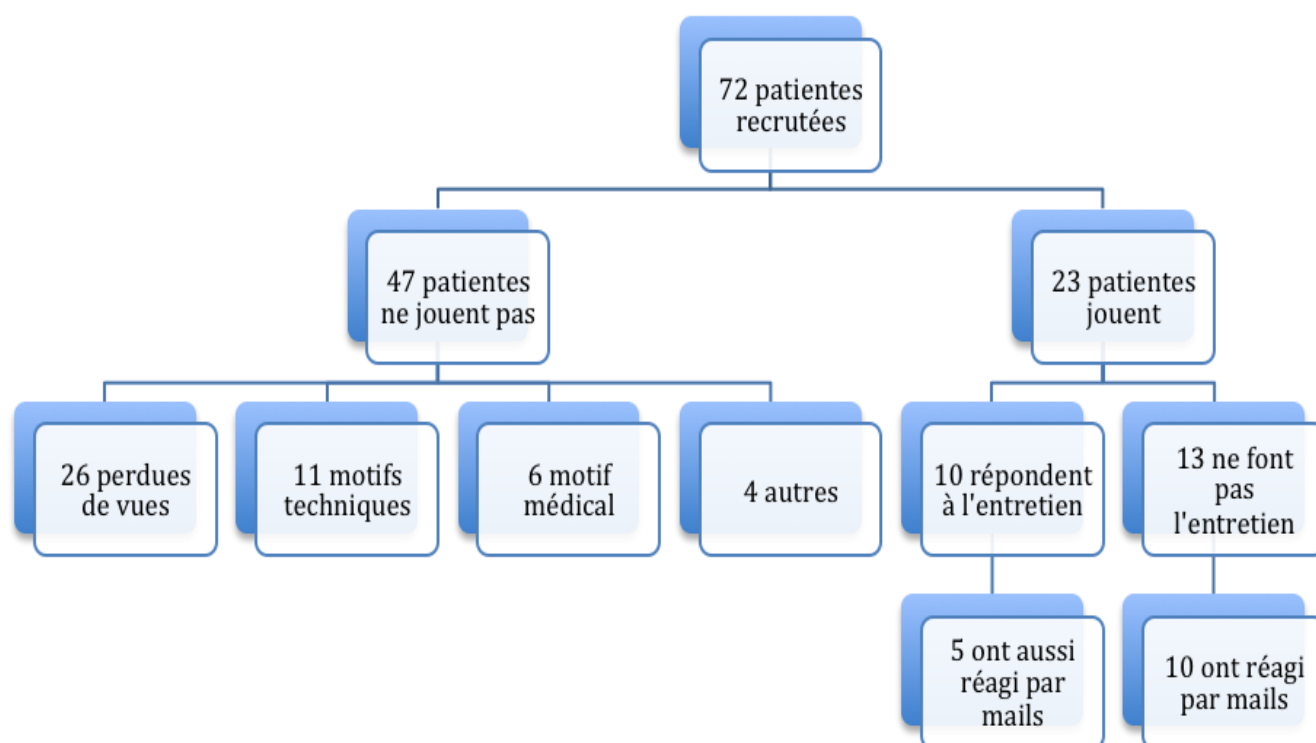 72 patientes
recrutées
47 patientes
ne jouent pas
23 patientes
jouent
26 perdues
de vues
11 motifs
techniques
6 motif
médical
4 autres
10 répondent
à l'entretien
13 ne font
pas
l'entretien
5 ont aussi
réagi par
mails
10 ont réagi
par mails